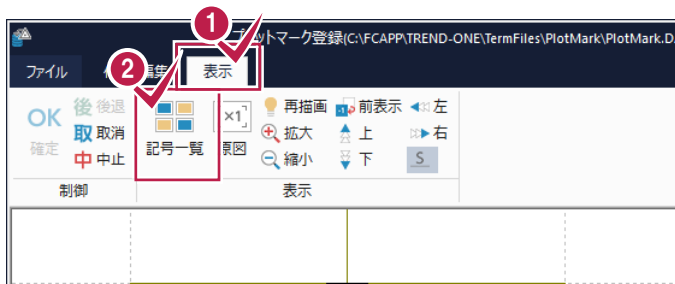 1
ットマーク登録(C:\FCAPP\TREND-ONE\TermFiles\PlotMark\PlotMark.D
ファイル 編集 表示
2
OK 確定
後 後退
取 取消
中 中止
制御
記号一覧
×1 原図
再描画 前表示 左
拡大 上 右
縮小 下 S
表示